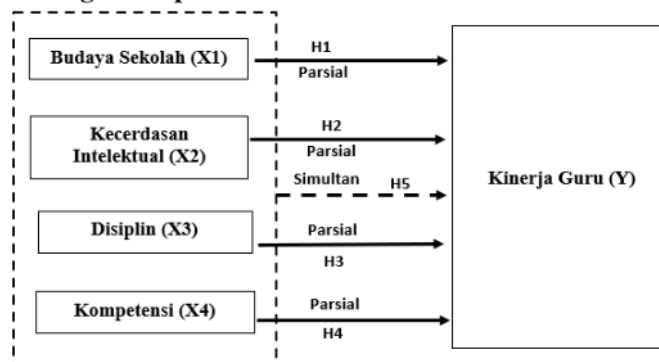 Budaya Sekolah (X1)
H1
Parsial
Kecerdasan
Intelektual (X2)
H2
Parsial
Simultan H5
Kinerja Guru (Y)
Disiplin (X3)
Parsial
H3
Kompetensi (X4)
Parsial
H4